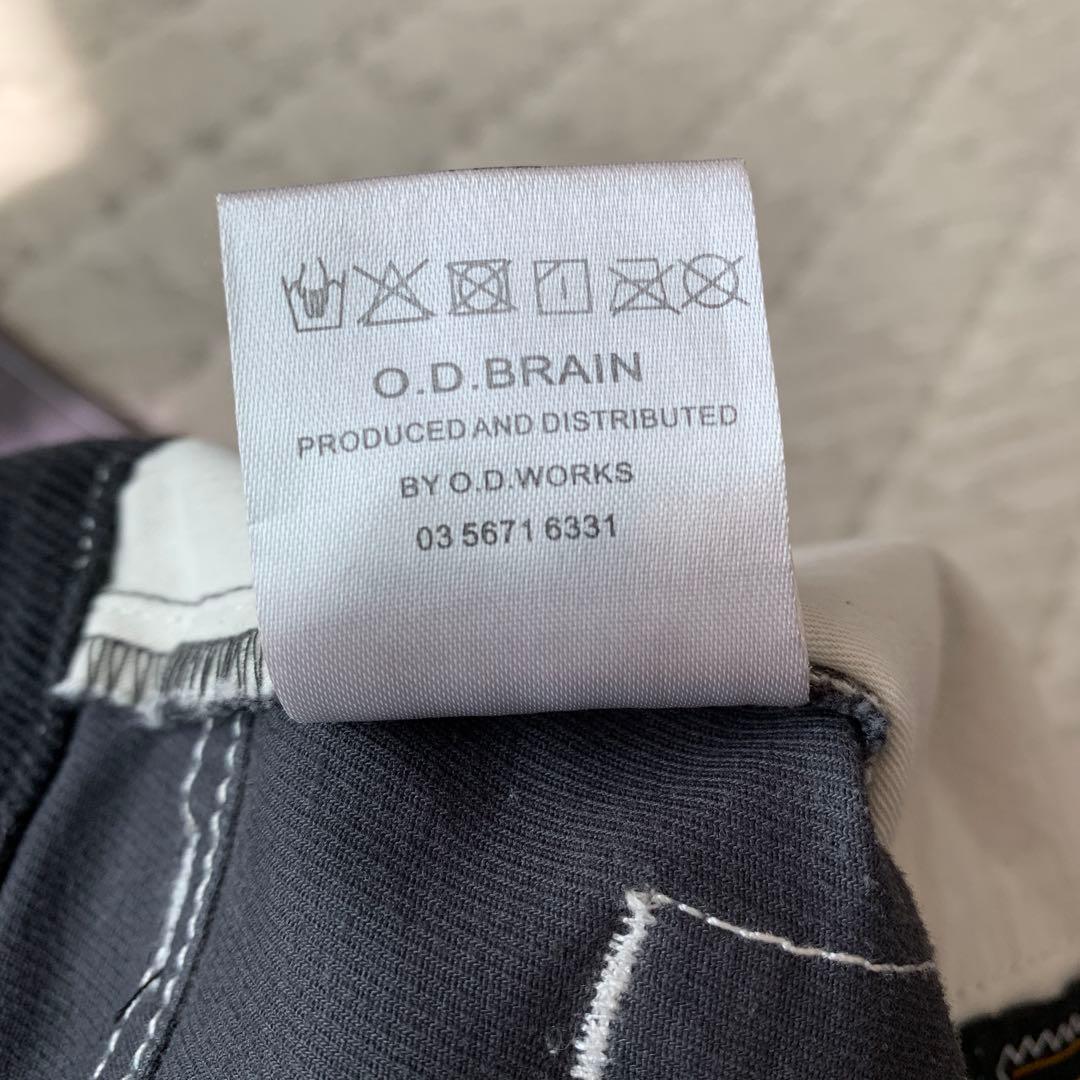 O.D.BRAIN
PRODUCED AND DISTRIBUTED
BY O.D.WORKS
03 5671 6331